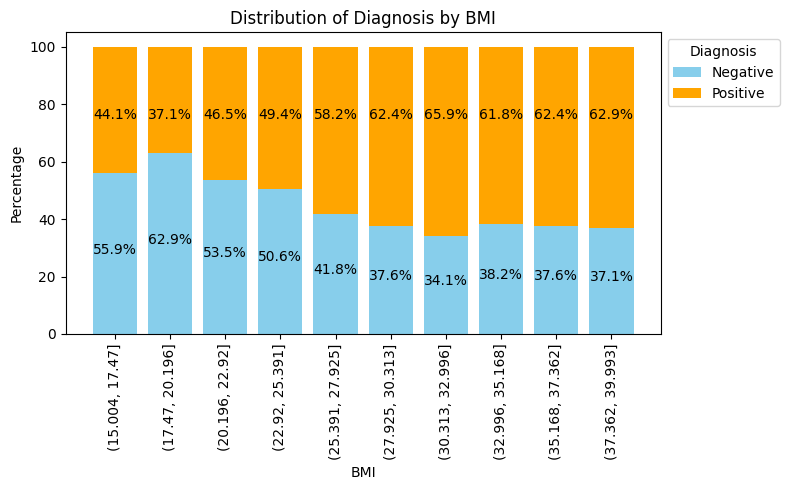 Distribution of Diagnosis by BMI
Percentage
100
80
60
40
20
0
44.1% 37.1% 46.5% 49.4% 58.2% 62.4% 65.9% 61.8% 62.4% 62.9%
55.9% 62.9% 53.5% 50.6% 41.8% 37.6% 34.1% 38.2% 37.6% 37.1%
(15.004, 17.47]
(17.47, 20.196]
(20.196, 22.92]
(22.92, 25.391]
(25.391, 27.925]
(27.925, 30.313]
(30.313, 32.996]
(32.996, 35.168]
(35.168, 37.362]
(37.362, 39.993]
BMI
Diagnosis
Negative
Positive